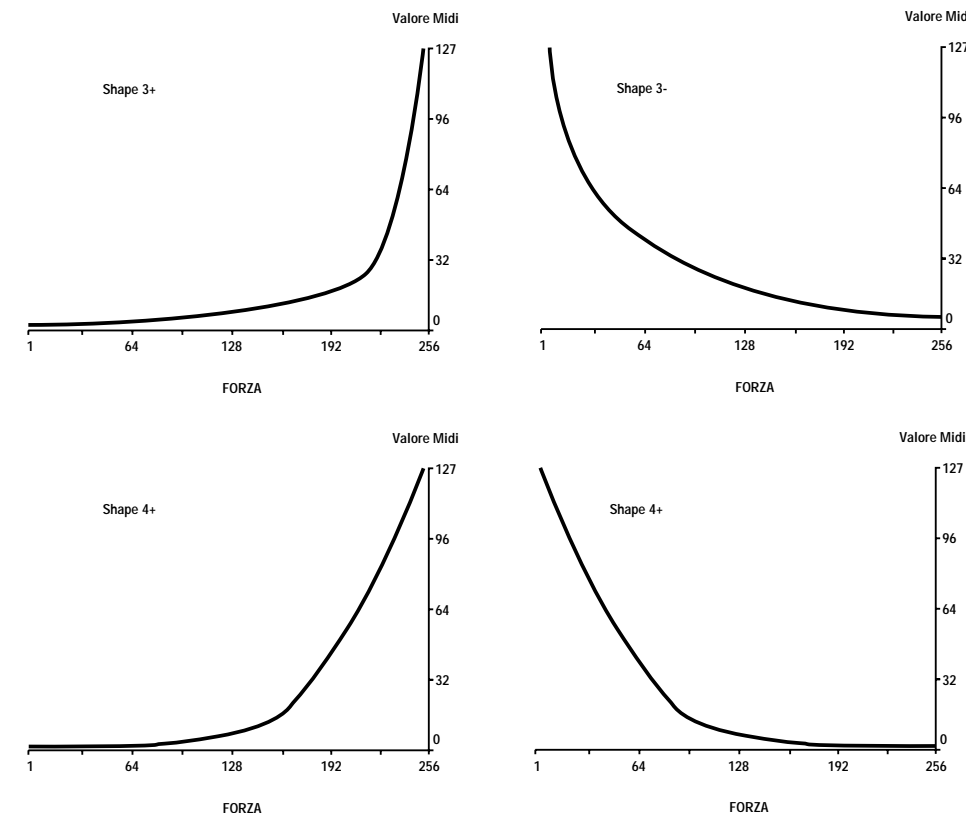 Valore Midi
127
Shape 3+
96
64
32
0
1 64 128 192 256
FORZA
Valore Mid
127
Shape 3-
96
64
32
0
1 64 128 192 256
FORZA
Valore Midi
127
Shape 4+
96
64
32
0
1 64 128 192 256
FORZA
Valore Midi
127
Shape 4+
96
64
32
0
1 64 128 192 256
FORZA